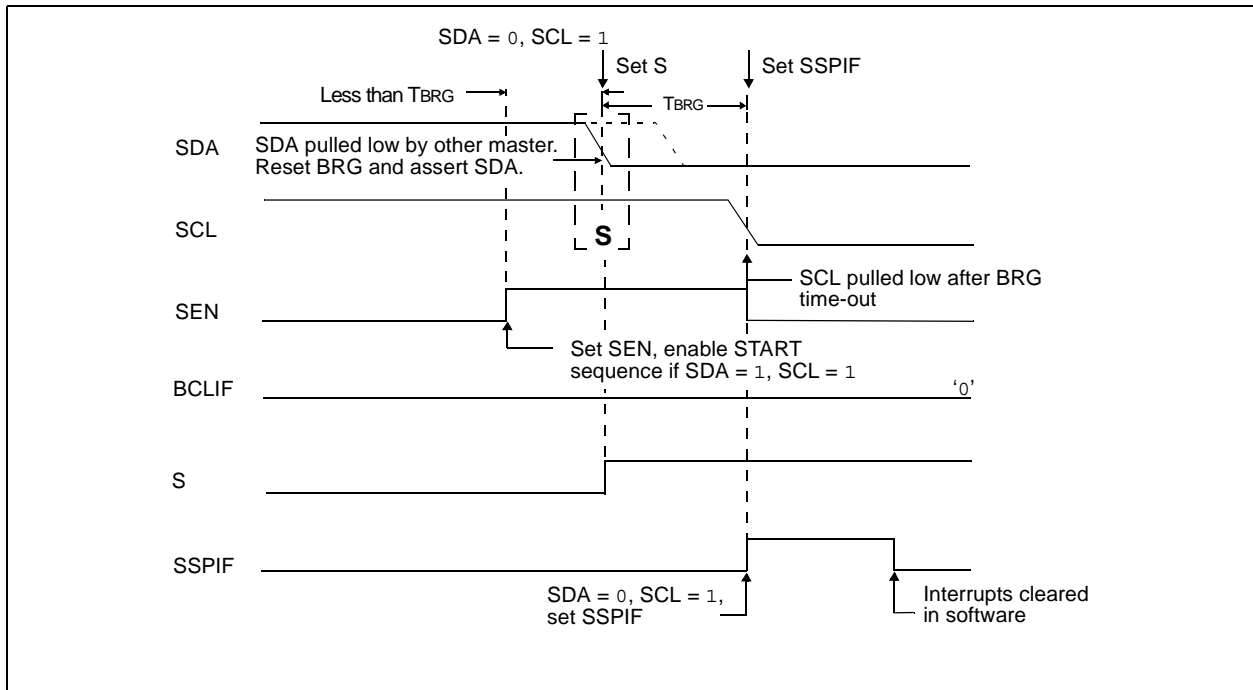 SDA = 0, SCL = 1
Set S
Set SSPIF
Less than TBRG
TBRG
SDA
SDA pulled low by other master.
Reset BRG and assert SDA.
SCL
S
SCL pulled low after BRG
time-out
SEN
Set SEN, enable START
sequence if SDA = 1, SCL = 1
BCLIF
‘0’
S
SSPIF
SDA = 0, SCL = 1,
set SSPIF
Interrupts cleared
in software